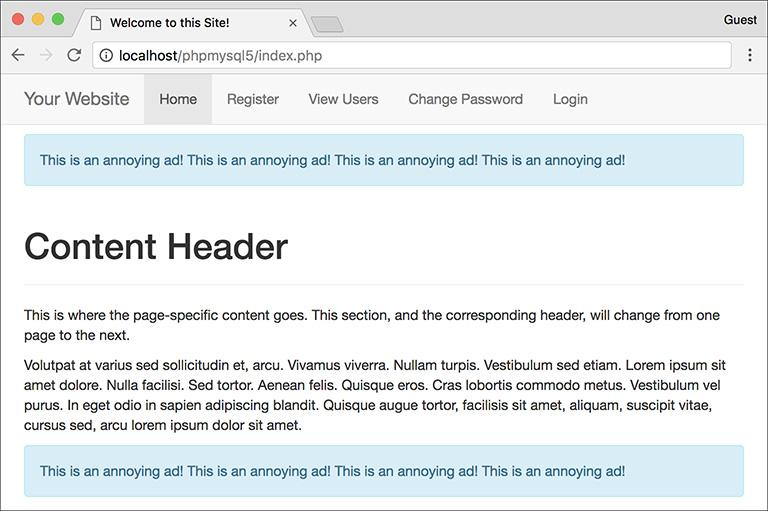 Welcome to this Site!
Guest
localhost/phpmysql5/index.php
Your Website Home Register View Users Change Password Login
This is an annoying ad! This is an annoying ad! This is an annoying ad! This is an annoying ad!
Content Header
This is where the page-specific content goes. This section, and the corresponding header, will change from one
page to the next.
Volutpat at varius sed sollicitudin et, arcu. Vivamus viverra. Nullam turpis. Vestibulum sed etiam. Lorem ipsum sit
amet dolore. Nulla facilisi. Sed tortor. Aenean felis. Quisque eros. Cras lobortis commodo metus. Vestibulum vel
purus. In eget odio in sapien adipiscing blandit. Quisque augue tortor, facilisis sit amet, aliquam, suscipit vitae,
cursus sed, arcu lorem ipsum dolor sit amet.
This is an annoying ad! This is an annoying ad! This is an annoying ad! This is an annoying ad!